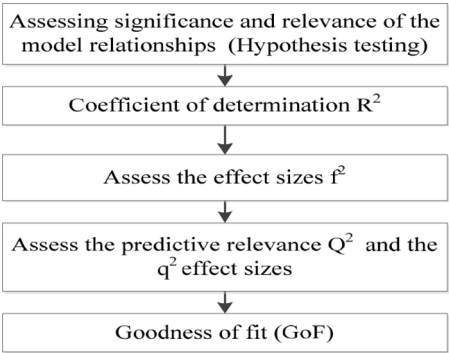 Assessing significance and relevance of the
model relationships (Hypothesis testing)
Coefficient of determination R²
Assess the effect sizes f²
Assess the predictive relevance Q² and the
q² effect sizes
Goodness of fit (GoF)